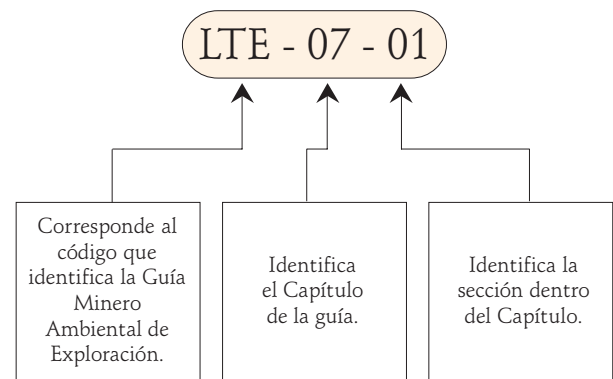 LTE - 07 - 01
Corresponde al
código que
identifica la Guía
Minero
Ambiental de
Exploración.
Identifica
el Capítulo
de la guía.
Identifica la
sección dentro
del Capítulo.